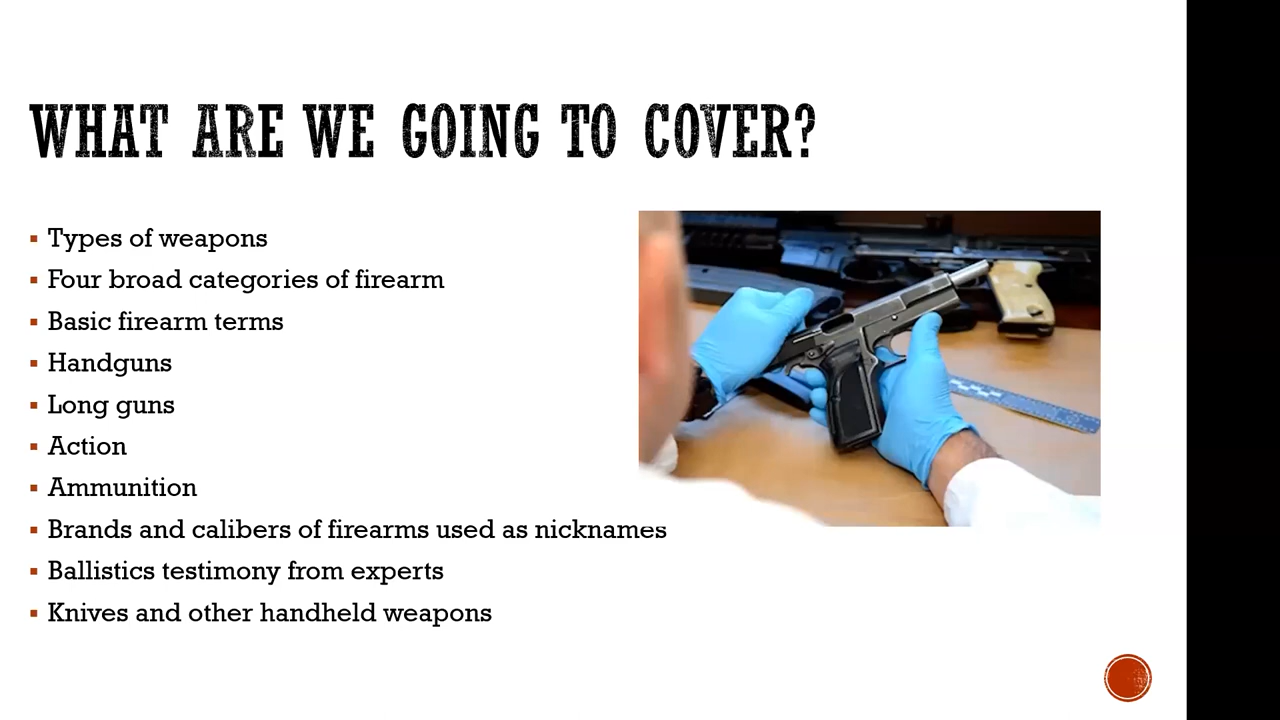 WHAT ARE WE GOING TO COVER?
Types of weapons
Four broad categories of firearm
Basic firearm terms
Handguns
Long guns
Action
Ammunition
Brands and calibers of firearms used as nicknames
Ballistics testimony from experts
Knives and other handheld weapons